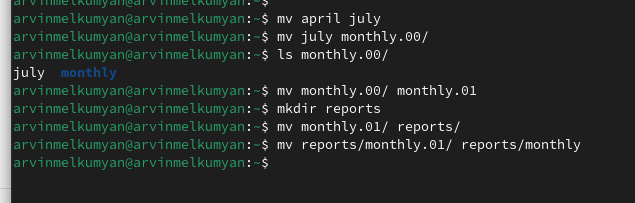 arvinmelkumyan@arvinmelkumyan:~$
arvinmelkumyan@arvinmelkumyan:~$ mv april july
arvinmelkumyan@arvinmelkumyan:~$ mv july monthly.00/
arvinmelkumyan@arvinmelkumyan:~$ ls monthly.00/
july  monthly
arvinmelkumyan@arvinmelkumyan:~$ mv monthly.00/ monthly.01
arvinmelkumyan@arvinmelkumyan:~$ mkdir reports
arvinmelkumyan@arvinmelkumyan:~$ mv monthly.01/ reports/
arvinmelkumyan@arvinmelkumyan:~$ mv reports/monthly.01/ reports/monthly
arvinmelkumyan@arvinmelkumyan:~$